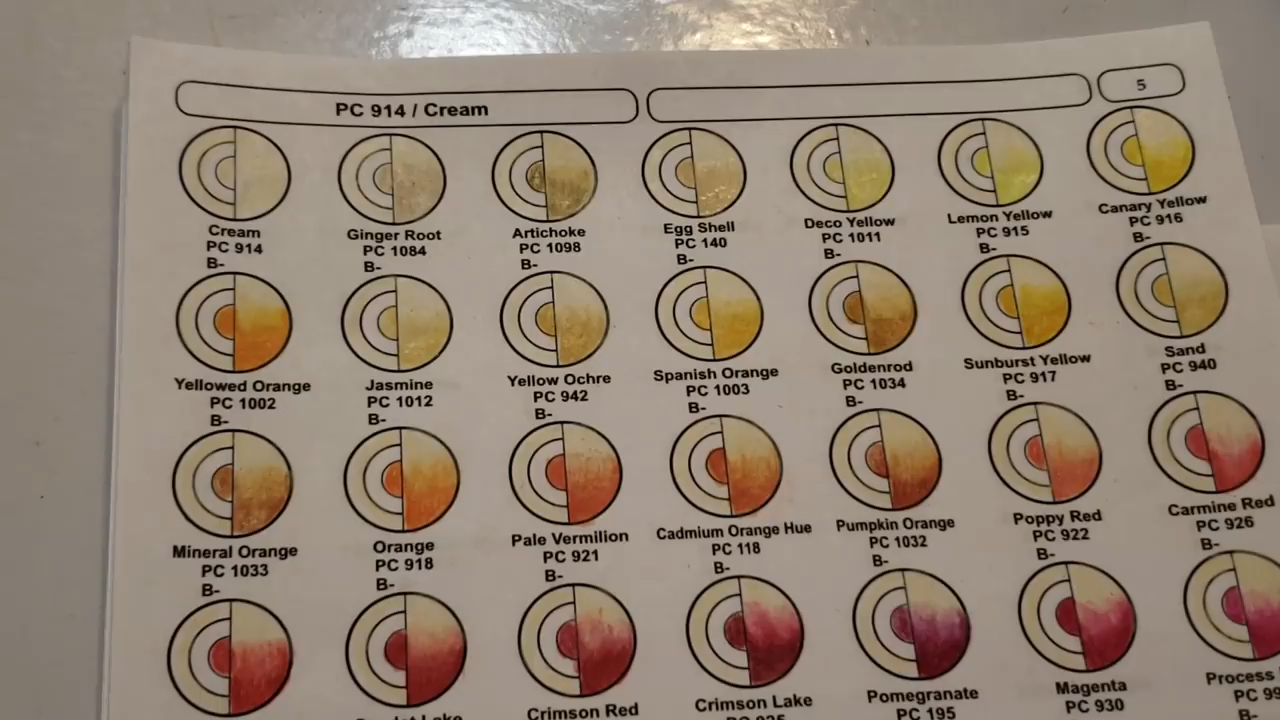 PC 914 / Cream
5
Cream
PC 914
B-
Ginger Root
PC 1084
B-
Artichoke
PC 1098
B-
Egg Shell
PC 140
B-
Deco Yellow
PC 1011
B-
Lemon Yellow
PC 915
B-
Canary Yellow
PC 916
B-
Yellowed Orange
PC 1002
B-
Jasmine
PC 1012
B-
Yellow Ochre
PC 942
B-
Spanish Orange
PC 1003
B-
Goldenrod
PC 1034
B-
Sunburst Yellow
PC 917
B-
Sand
PC 940
B-
Mineral Orange
PC 1033
B-
Orange
PC 918
B-
Pale Vermilion
PC 921
B-
Cadmium Orange Hue
PC 118
B-
Pumpkin Orange
PC 1032
B-
Poppy Red
PC 922
B-
Carmine Red
PC 926
B-
Lake
Crimson Red
Crimson Lake
Pomegranate
PC 195
Magenta
PC 930
Process
PC
B-